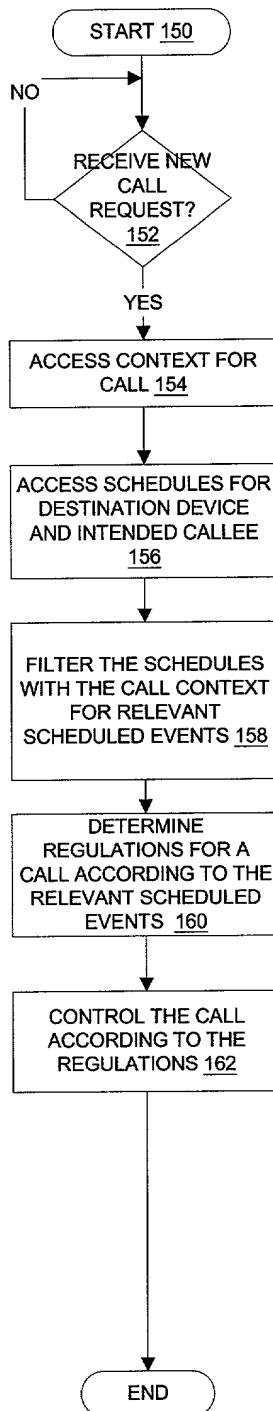 START 150
NO
RECEIVE NEW
CALL
REQUEST?
152
YES
ACCESS CONTEXT FOR
CALL 154
ACCESS SCHEDULES FOR
DESTINATION DEVICE
AND INTENDED CALLEE
156
FILTER THE SCHEDULES
WITH THE CALL CONTEXT
FOR RELEVANT
SCHEDULED EVENTS 158
DETERMINE
REGULATIONS FOR A
CALL ACCORDING TO THE
RELEVANT SCHEDULED
EVENTS 160
CONTROL THE CALL
ACCORDING TO THE
REGULATIONS 162
END